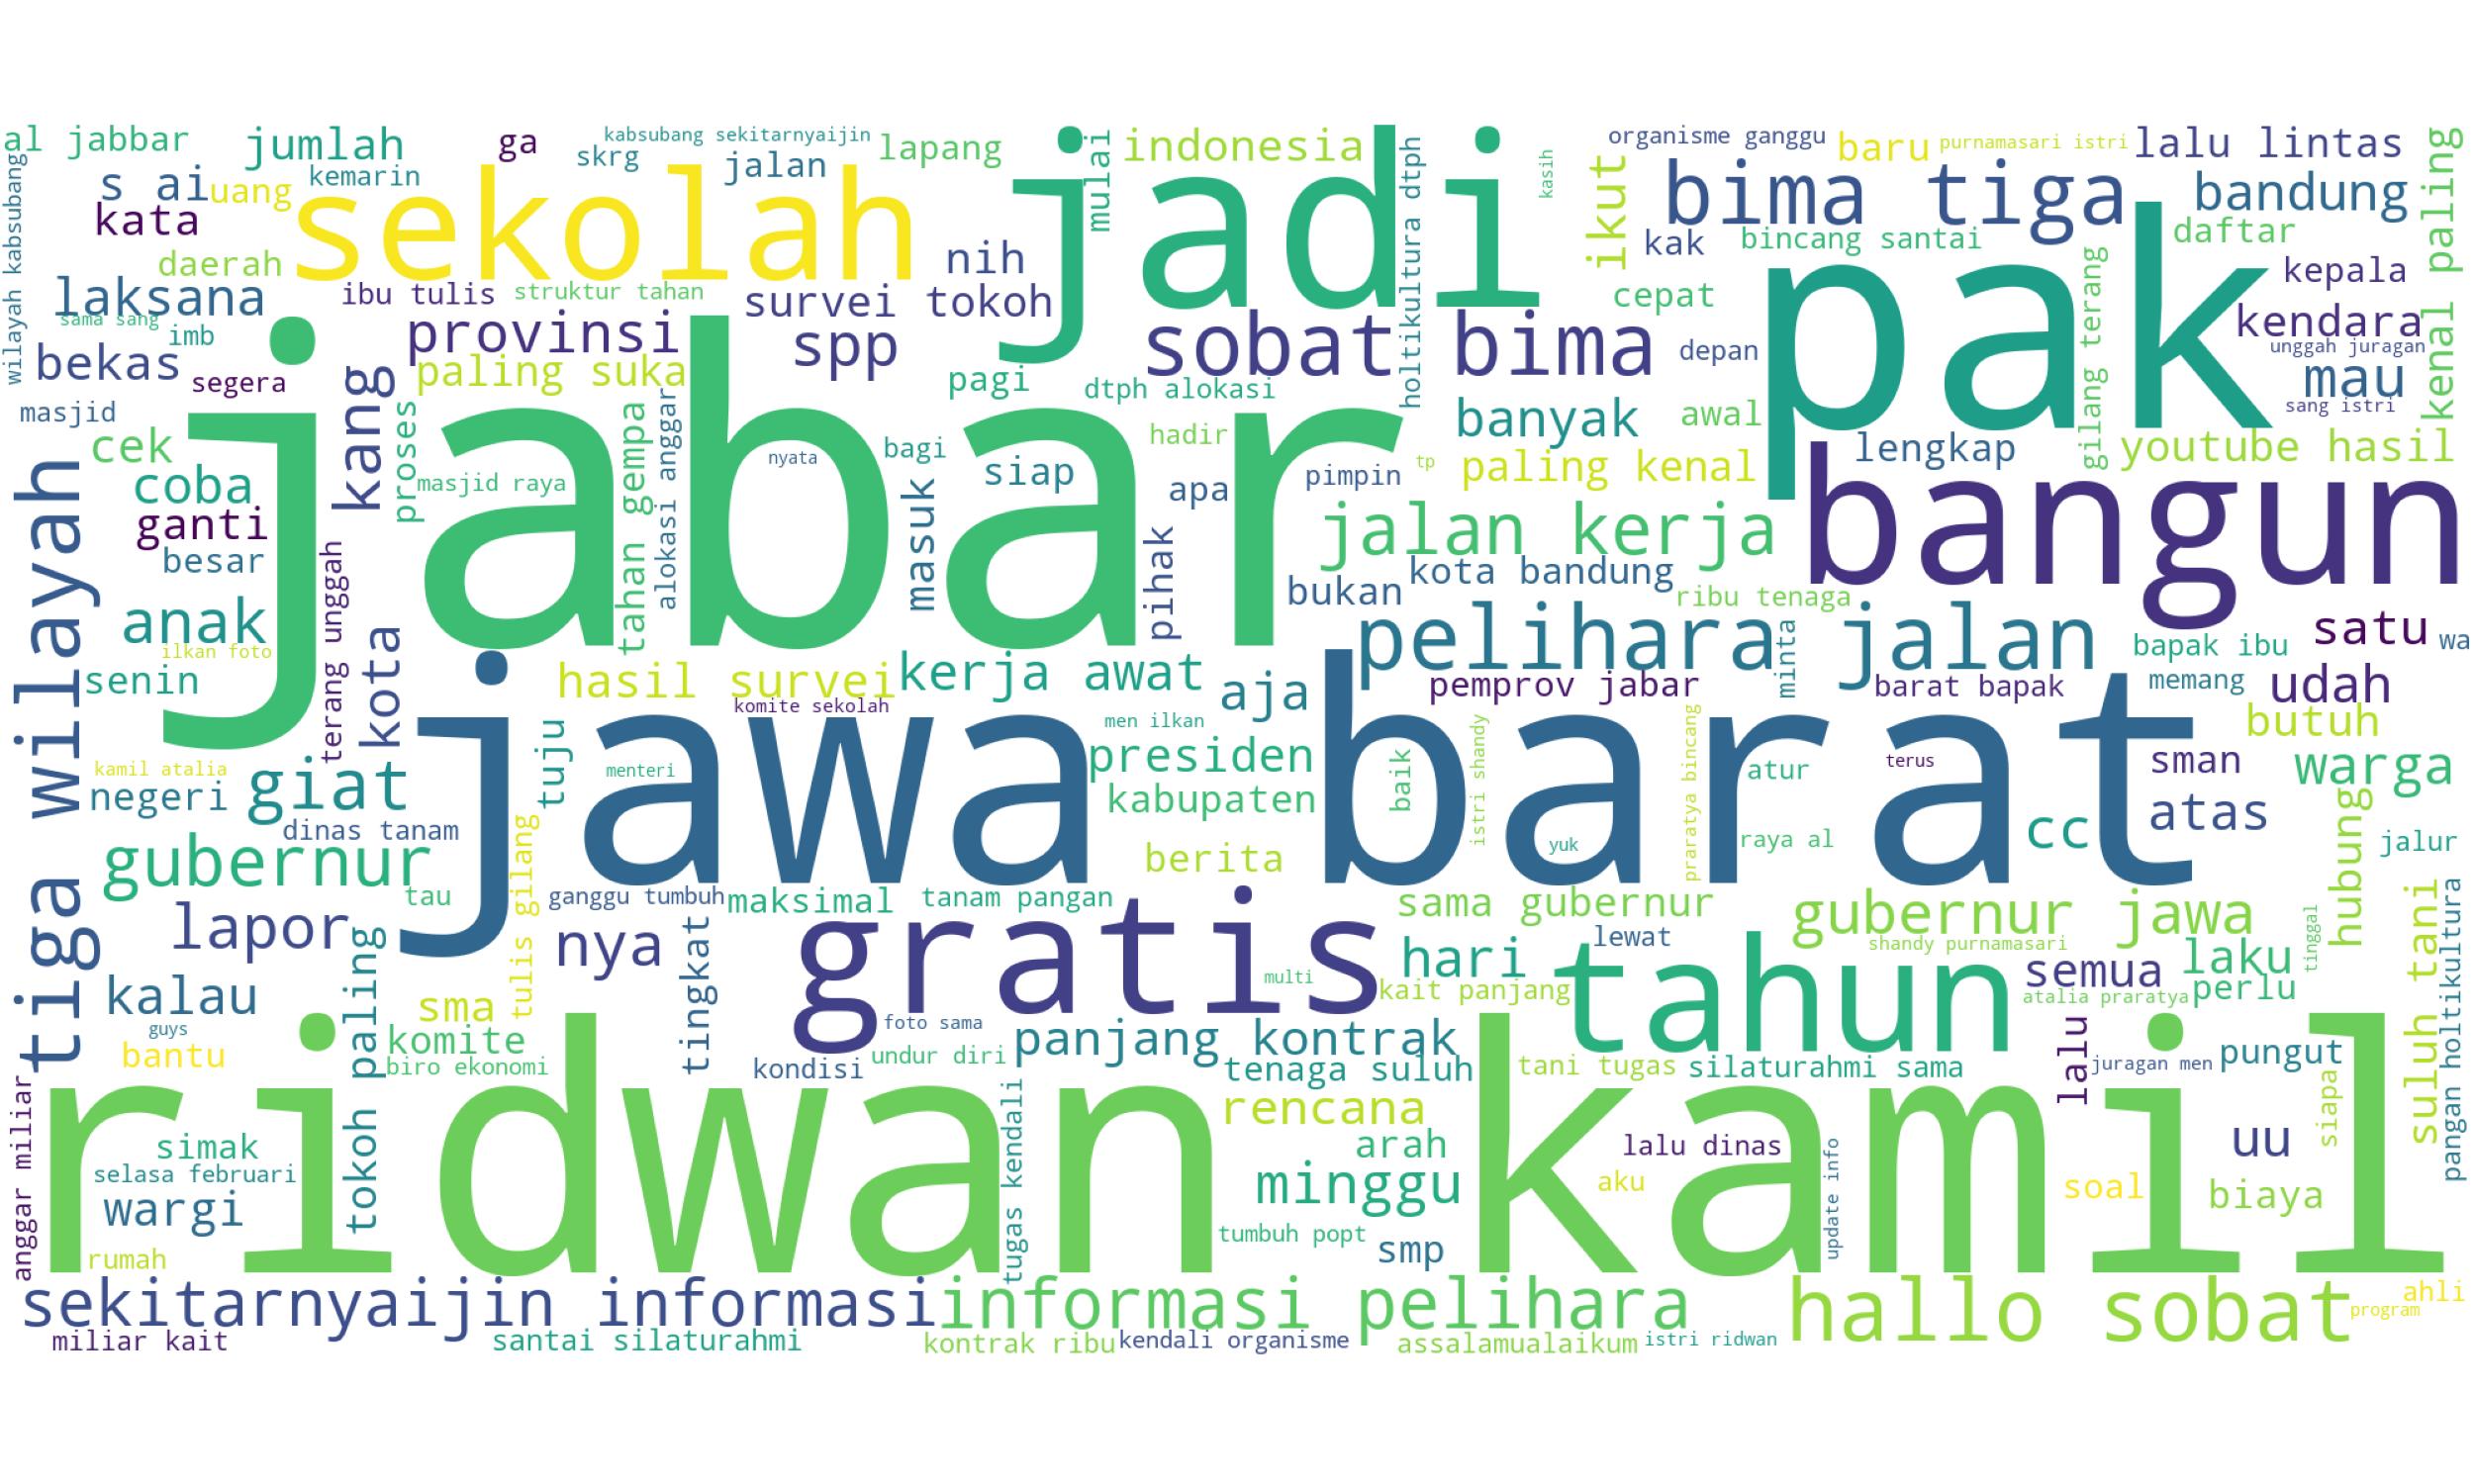 al jabbar
jumlah
ga
kabsubang sekitarnyaijin
skrg
jalan
lapang
mulai
indonesia
holtikultura dtph
kasih
organisme ganggu
baru
purnamasari istri
lalu lintas
kenal paling
wilayah kabsubang
s ai
uang
kemarin
kata
sekolah
jadi
ikut
bima tiga
bandung
daerah
nih
kak
bincang santai
daftar
laksana
ibu tulis
struktur tahan
survei tokoh
cepat
pak
gilang terang
kepala
sama sang
imb
provinsi
spp
sobat bima
depan
kendara
unggah juragan
bekas
segera
kang
paling suka
pagi
dtph alokasi
mau
sang istri
masjid
jabar
proses
tahan gempa
alokasi anggar
banyak
awal
cek
nyata
bagi
hadir
lengkap
youtube hasil
coba
masjid raya
masuk
siap
apa
pimpin
tp
paling kenal
bangun
ganti
besar
terang unggah
pihak
jalan kerja
tiga wilayah
bukan
kota bandung
ribu tenaga
anak
kota
pelihara jalan
minta
bapak ibu
satu
wa
ilkan foto
senin
hasil survei
kerja awat
aja
pemprov jabar
barat bapak
memang
udah
komite sekolah
men ilkan
jawa barat
istri shandy
praratya bincang
butuh
kamil atalia
negeri
giat
tuju
menteri
presiden
kabupaten
baik
atur
terus
sman
warga
dinas tanam
atas
cc
hubung
gubernur
tulis gilang
berita
yuk
raya al
jalur
tau
ganggu tumbuh
maksimal
tanam pangan
sama gubernur
gubernur jawa
lapor
nya
tingkat
gratis
hari
lewat
tahun
shandy purnamasari
tinggal
suluh tani
pangan holtikultura
kalau
tokoh paling
sma
multi
kait panjang
semua
laku
atalia praratya
perlu
guys
bantu
komite
foto sama
panjang kontrak
lalu
juragan men
pungut
biro ekonomi
kondisi
undur diri
tenaga suluh
tani tugas
silaturahmi sama
anggar miliar
ridwan kamil
tugas kendali
rencana
siapa
simak
arah
lalu dinas
update info
uu
selasa februari
wargi
minggu
aku
soal
biaya
rumah
tumbuh popt
smp
sekitarnyaijin informasi
informasi pelihara
hallo sobat
program
ahli
miliar kait
santai silaturahmi
kontrak ribu
kendali organisme
assalamualaikum
istri ridwan